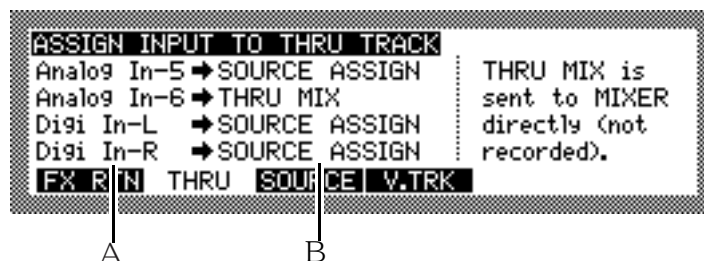 ASSIGN INPUT TO THRU TRACK
Analog In-5➡SOURCE ASSIGN
Analog In-6➡THRU MIX
Digi In-L ➡SOURCE ASSIGN
Digi In-R ➡SOURCE ASSIGN
THRU MIX is
sent to MIXER
directly (not
recorded).
FX RTN THRU SOURCE V.TRK
A B